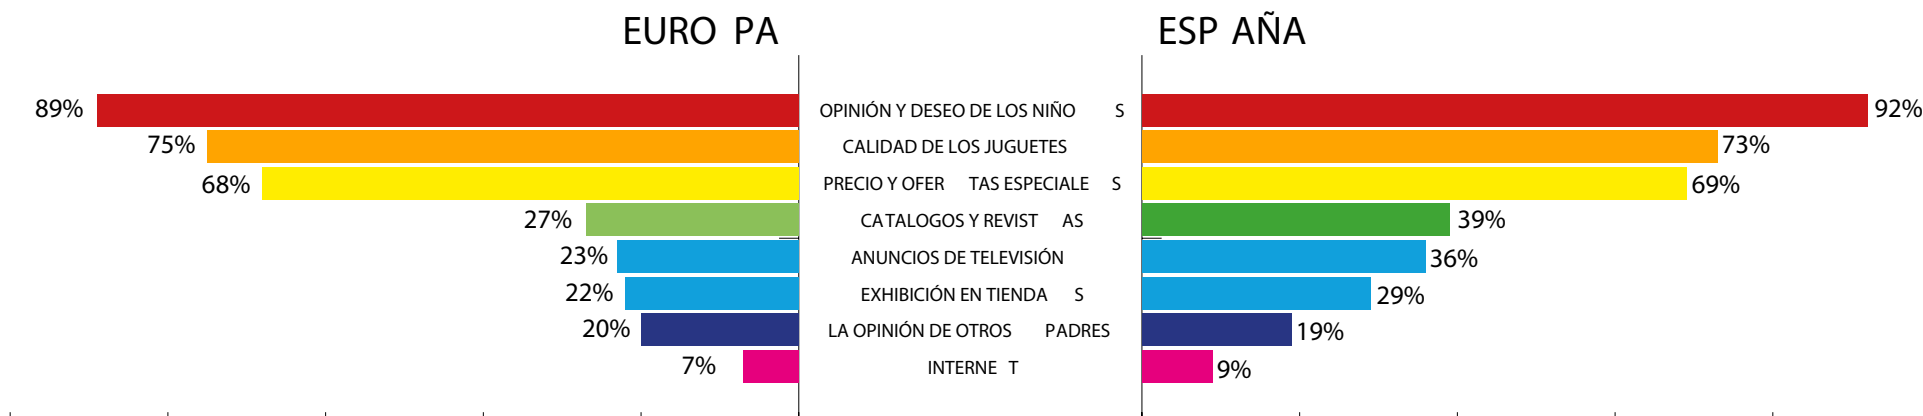 EURO PA ESP AÑA
89% OPINIÓN Y DESEO DE LOS NIÑO S 92%
75% CALIDAD DE LOS JUGUETES 73%
68% PRECIO Y OFER TAS ESPECIALE S 69%
27% CATALOGOS Y REVIST AS 39%
23% ANUNCIOS DE TELEVISIÓN 36%
22% EXHIBICIÓN EN TIENDA S 29%
20% LA OPINIÓN DE OTROS PADRES 19%
7% INTERNE T 9%